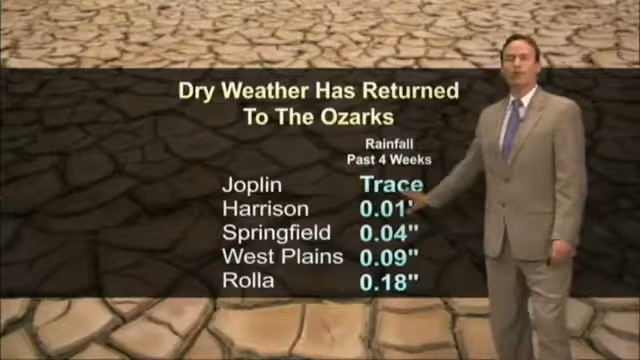 Dry Weather Has Returned
To The Ozarks
Rainfall
Past 4 Weeks
Joplin Trace
Harrison 0.01"
Springfield 0.04"
West Plains 0.09"
Rolla 0.18"